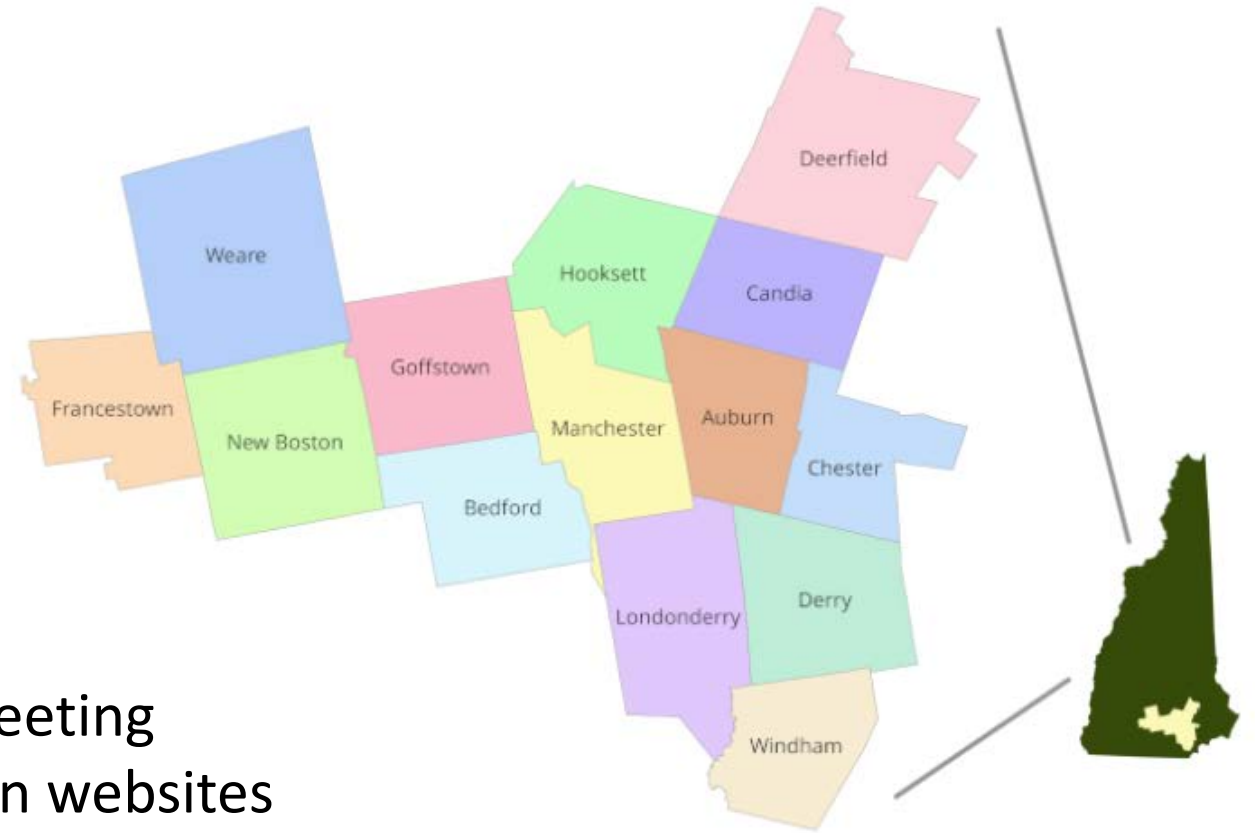 Deerfield
Weare
Hooksett
Candia
Goffstown
Francestown
Auburn
Manchester
New Boston
Chester
Bedford
Derry
Londonderry
eeting
Windham
n websites